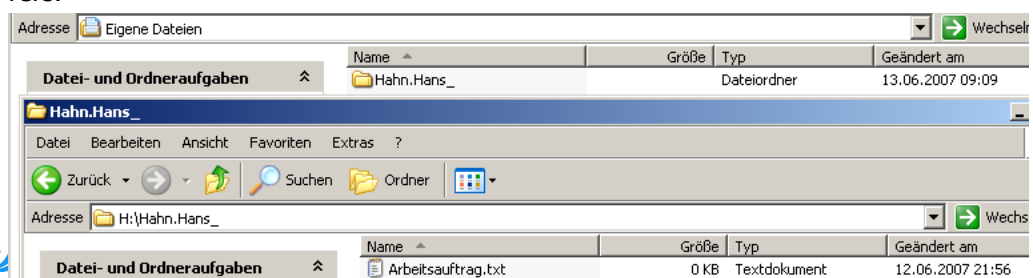 Adresse Eigene Dateien Wechseln
Name Größe Typ Geändert am
Datei- und Ordneraufgaben Hahn.Hans_ Dateiordner 13.06.2007 09:09
Hahn.Hans_
Datei Bearbeiten Ansicht Favoriten Extras ?
Zurück Suchen Ordner
Adresse H:\Hahn.Hans_ Wechs
Name Größe Typ Geändert am
Datei- und Ordneraufgaben Arbeitsauftrag.txt 0 KB Textdokument 12.06.2007 21:56